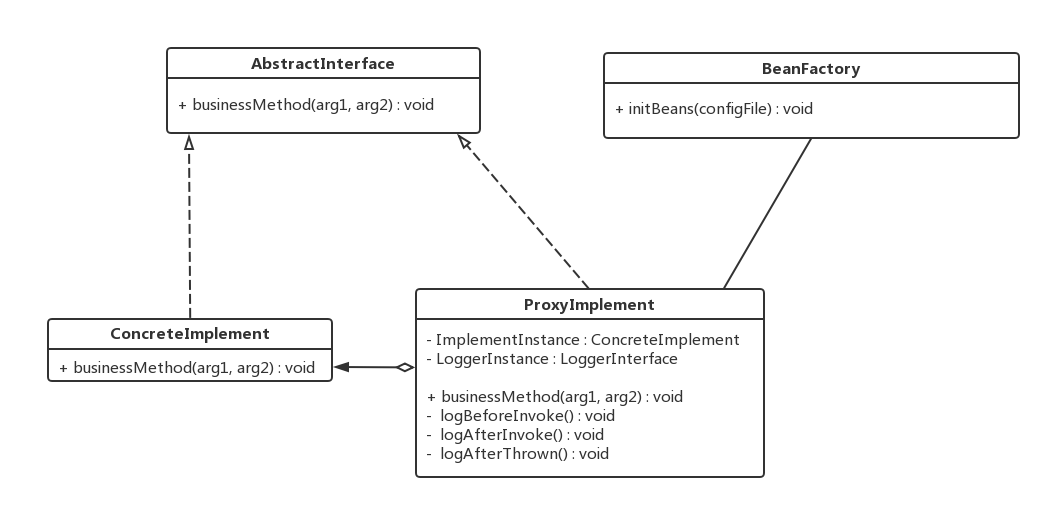 AbstractInterface
+ businessMethod(arg1, arg2) : void
BeanFactory
+ initBeans(configFile) : void
ConcreteImplement
+ businessMethod(arg1, arg2) : void
ProxyImplement
- ImplementInstance : ConcreteImplement
- LoggerInstance : LoggerInterface
+ businessMethod(arg1, arg2) : void
- logBeforeInvoke() : void
- logAfterInvoke() : void
- logAfterThrown() : void